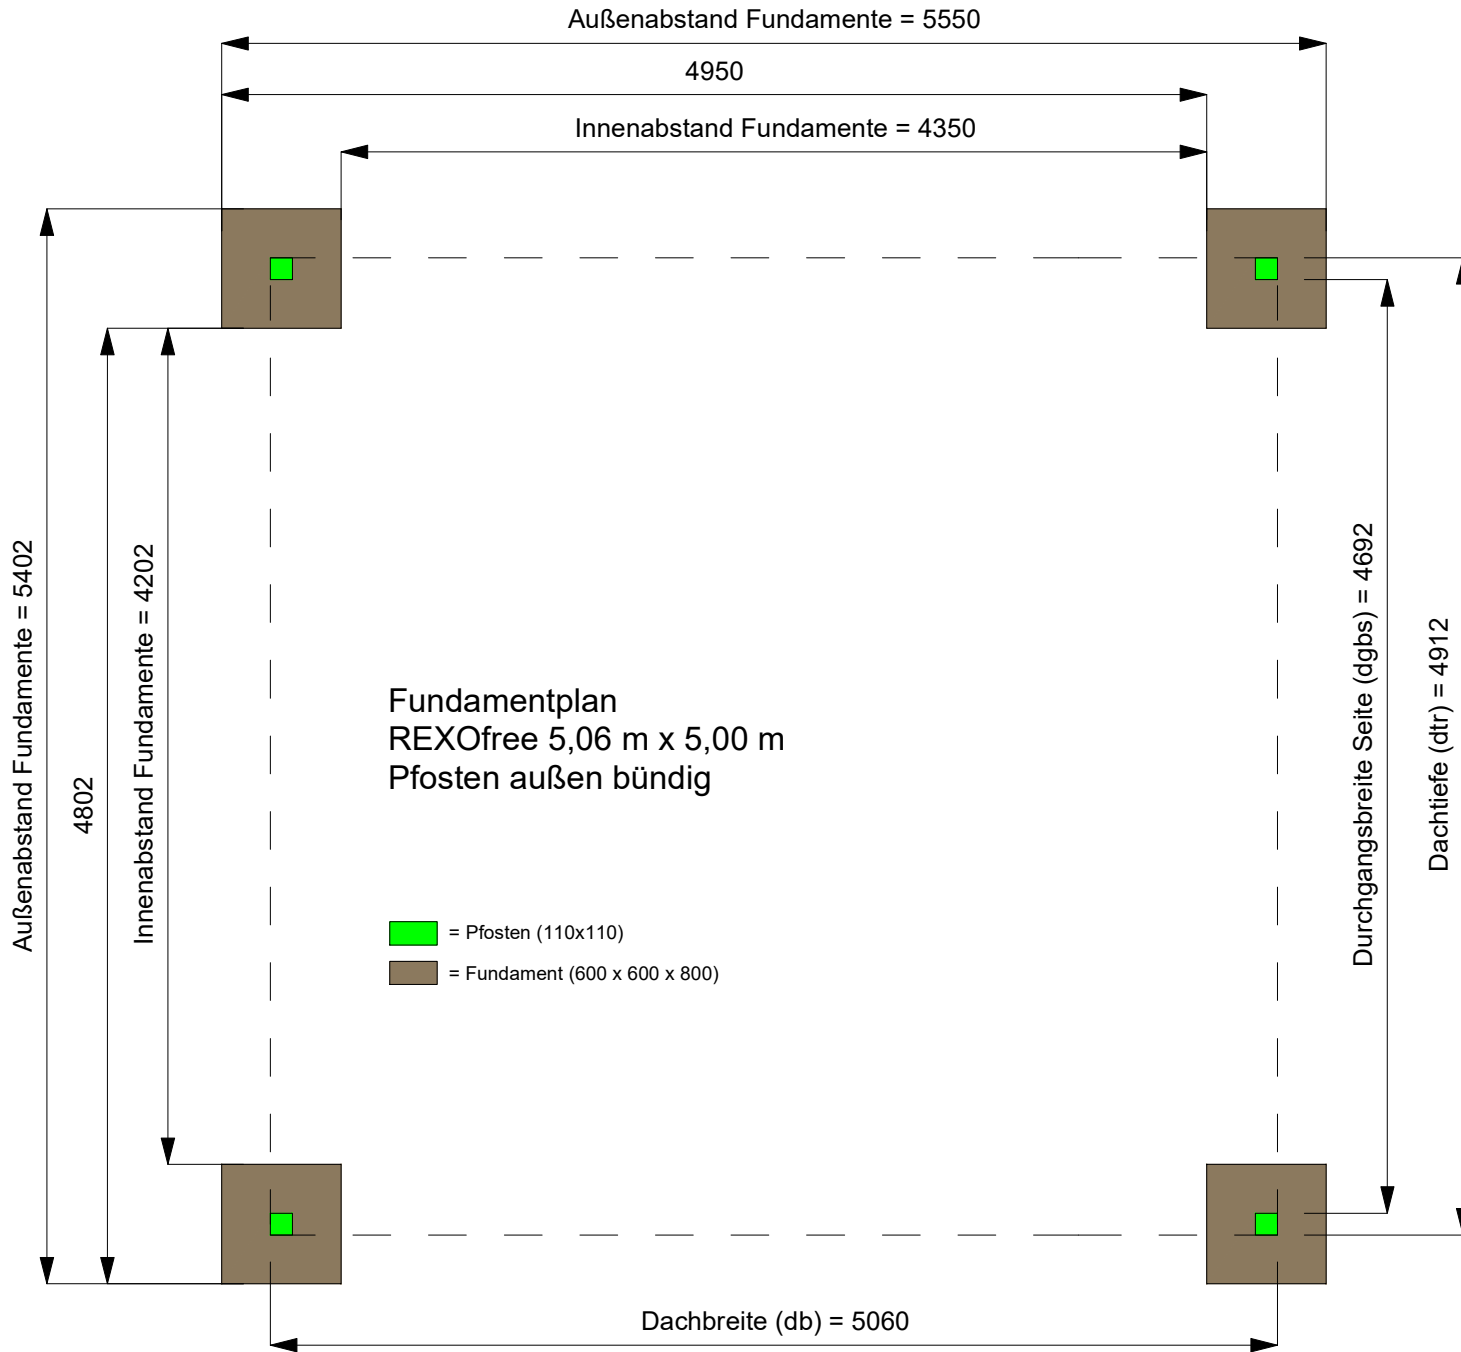 Außenabstand Fundamente = 5550
4950
Innenabstand Fundamente = 4350
Außenabstand Fundamente = 5402
4802
Innenabstand Fundamente = 4202
Durchgangsbreite Seite (dgbs) = 4692
Dachtiefe (dtr) = 4912
Fundamentplan
REXOfree 5,06 m x 5,00 m
Pfosten außen bündig
= Pfosten (110x110)
= Fundament (600 x 600 x 800)
Dachbreite (db) = 5060